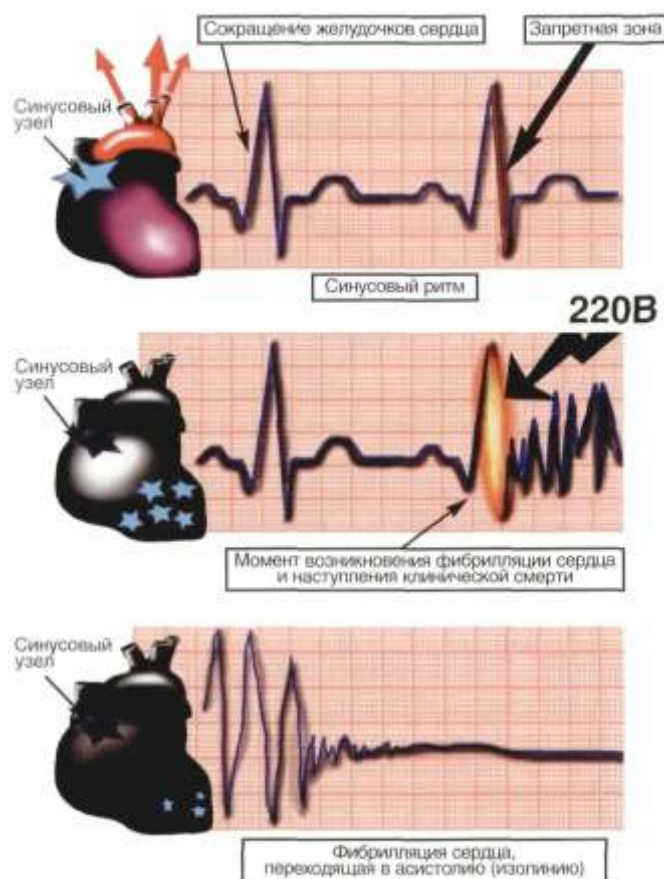 Сокращение желудочков сердца
Запретная зона
Синусовый
узел
Синусовый ритм
220В
Синусовый
узел
Момент возникновения фибрилляции сердца
и наступления клинической смерти
Синусовый
узел
Фибрилляция сердца,
переходящая в асистолию (изолинию)